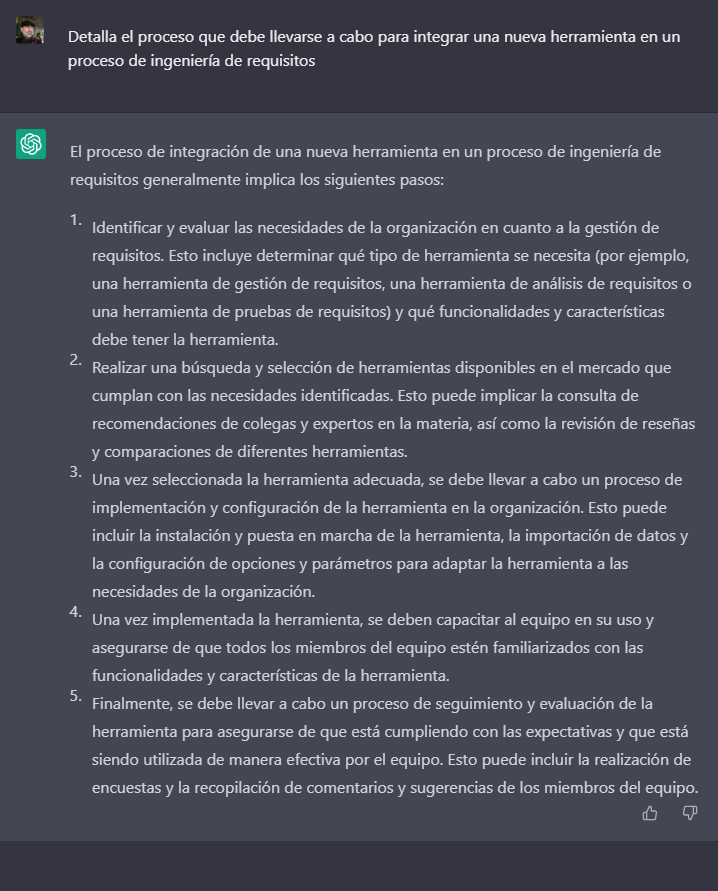 Detalla el proceso que debe llevarse a cabo para integrar una nueva herramienta en un
proceso de ingeniería de requisitos
El proceso de integración de una nueva herramienta en un proceso de ingeniería de
requisitos generalmente implica los siguientes pasos:
1. Identificar y evaluar las necesidades de la organización en cuanto a la gestión de
requisitos. Esto incluye determinar qué tipo de herramienta se necesita (por ejemplo,
una herramienta de gestión de requisitos, una herramienta de análisis de requisitos o
una herramienta de pruebas de requisitos) y qué funcionalidades y características
debe tener la herramienta.
2. Realizar una búsqueda y selección de herramientas disponibles en el mercado que
cumplan con las necesidades identificadas. Esto puede implicar la consulta de
recomendaciones de colegas y expertos en la materia, así como la revisión de reseñas
y comparaciones de diferentes herramientas.
3. Una vez seleccionada la herramienta adecuada, se debe llevar a cabo un proceso de
implementación y configuración de la herramienta en la organización. Esto puede
incluir la instalación y puesta en marcha de la herramienta, la importación de datos y
la configuración de opciones y parámetros para adaptar la herramienta a las
necesidades de la organización.
4. Una vez implementada la herramienta, se deben capacitar al equipo en su uso y
asegurarse de que todos los miembros del equipo estén familiarizados con las
funcionalidades y características de la herramienta.
5. Finalmente, se debe llevar a cabo un proceso de seguimiento y evaluación de la
herramienta para asegurarse de que está cumpliendo con las expectativas y que está
siendo utilizada de manera efectiva por el equipo. Esto puede incluir la realización de
encuestas y la recopilación de comentarios y sugerencias de los miembros del equipo.